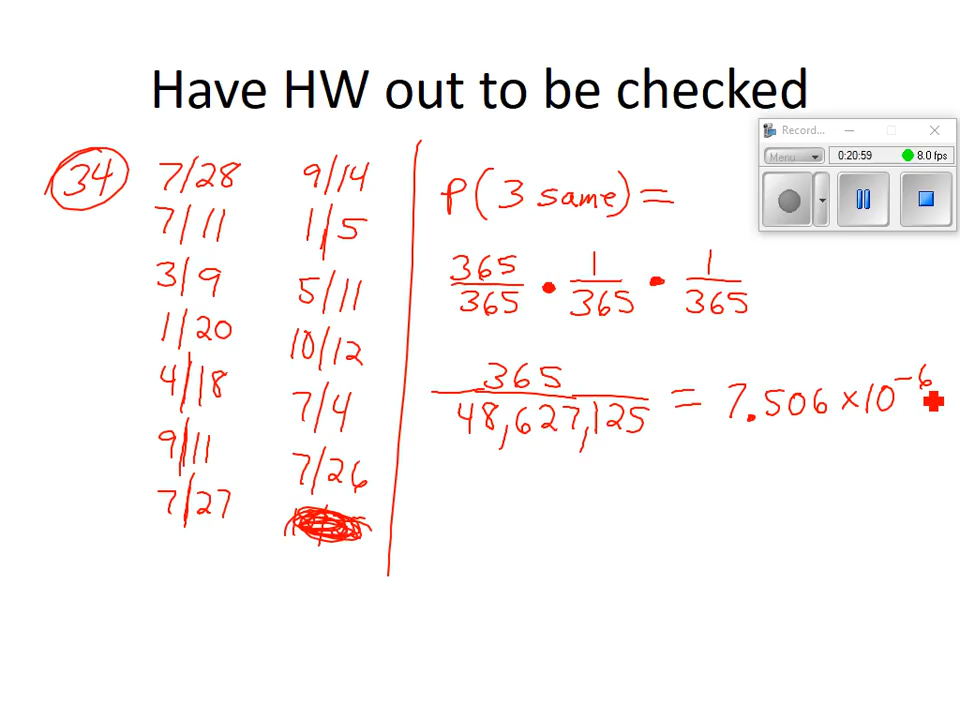 Have HW out to be checked
Record...
Menu
0:20:59
8.0 fps
34
7/28
7/11
3/9
1/20
4/18
9/11
7/27
9/14
1/5
5/11
10/12
7/4
7/26
P(3 same) =
365/365 • 1/365 • 1/365
365/48,627,125 = 7.506 × 10^-6